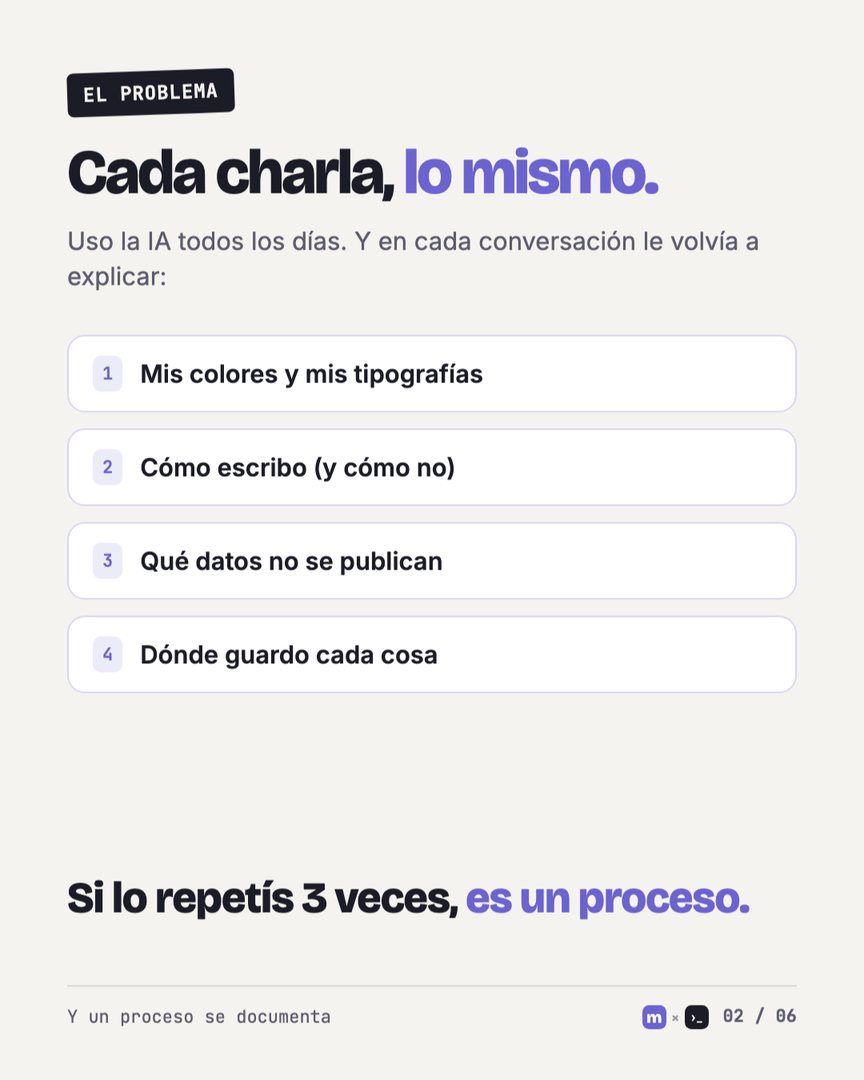 EL PROBLEMA
Cada charla, lo mismo.
Uso la IA todos los días. Y en cada conversación le volvía a
explicar:
1 Mis colores y mis tipografías
2 Cómo escribo (y cómo no)
3 Qué datos no se publican
4 Dónde guardo cada cosa
Si lo repetís 3 veces, es un proceso.
Y un proceso se documenta
m × ›_ 02 / 06